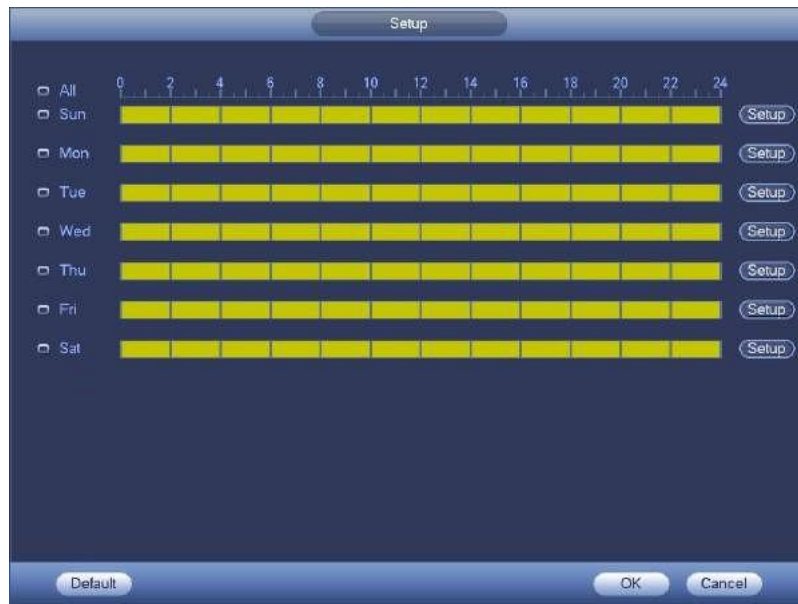 Setup
All 0 2 4 6 8 10 12 14 16 18 20 22 24
Sun Setup
Mon Setup
Tue Setup
Wed Setup
Thu Setup
Fri Setup
Sat Setup
Default OK Cancel